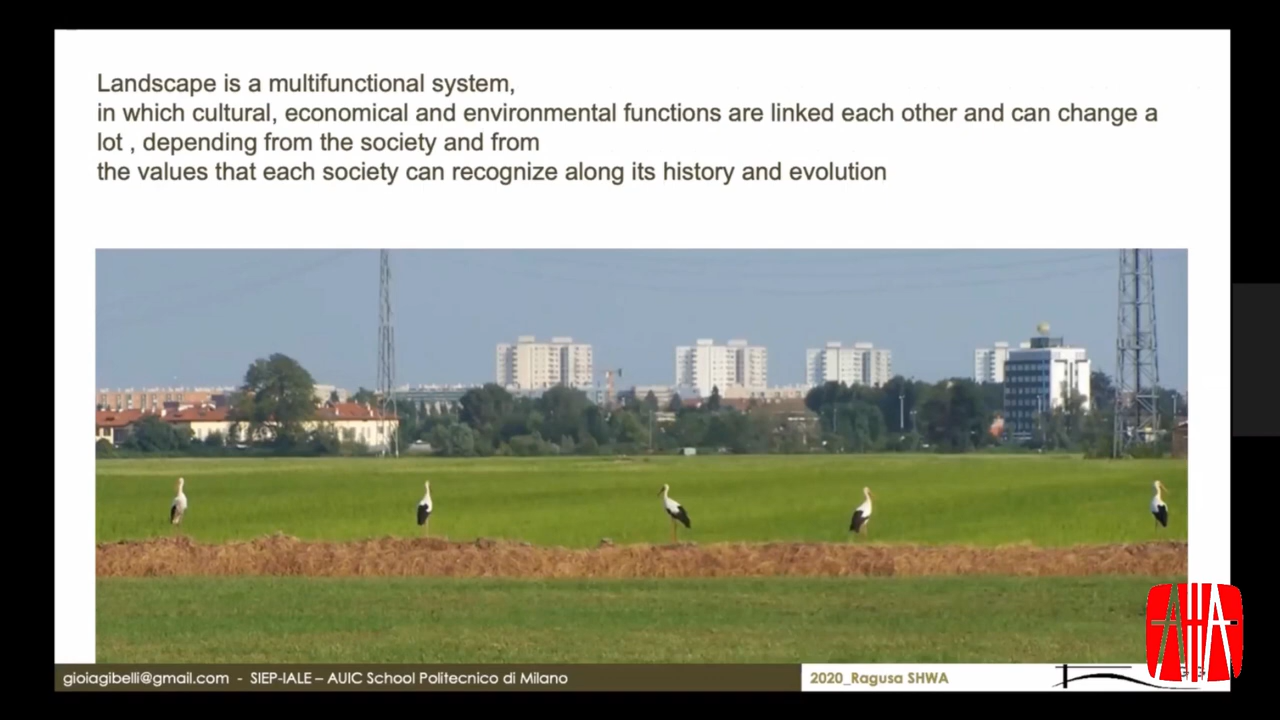 Landscape is a multifunctional system,
in which cultural, economical and environmental functions are linked each other and can change a
lot , depending from the society and from
the values that each society can recognize along its history and evolution
gioiagibelli@gmail.com - SIEP-IALE – AUIC School Politecnico di Milano
2020_Ragusa SHWA
AHA